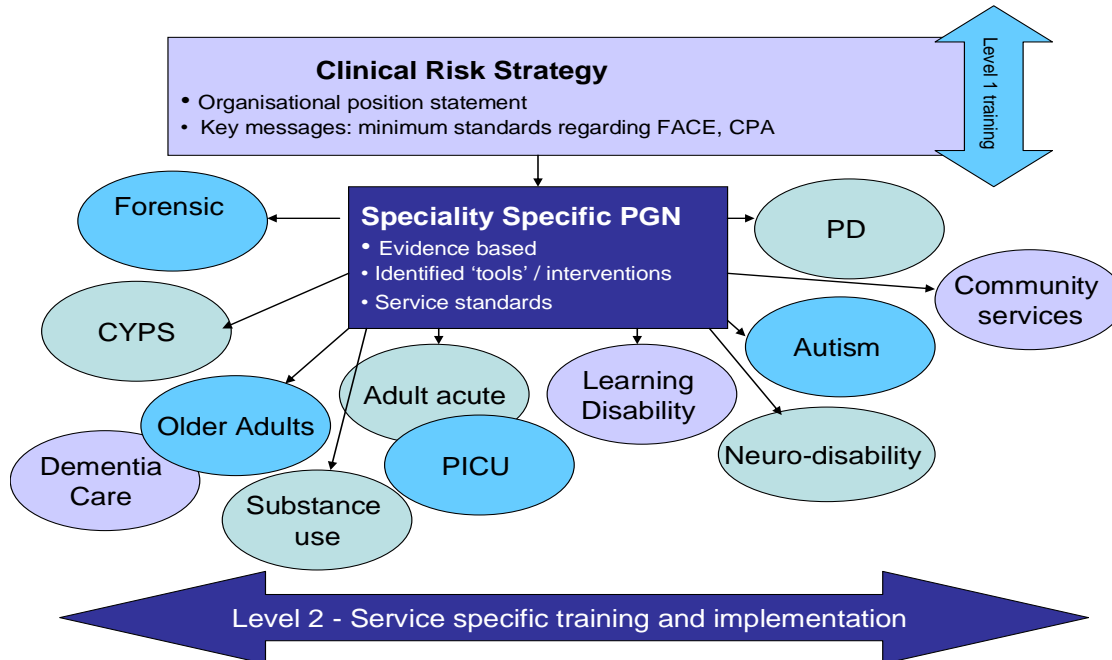 Clinical Risk Strategy
• Organisational position statement
• Key messages: minimum standards regarding FACE, CPA
Level 1 training
Speciality Specific PGN
• Evidence based
• Identified ‘tools’ / interventions
• Service standards
Forensic
PD
Community
services
CYPS
Autism
Adult acute
Learning
Disability
Older Adults
PICU
Neuro-disability
Dementia
Care
Substance
use
Level 2 - Service specific training and implementation